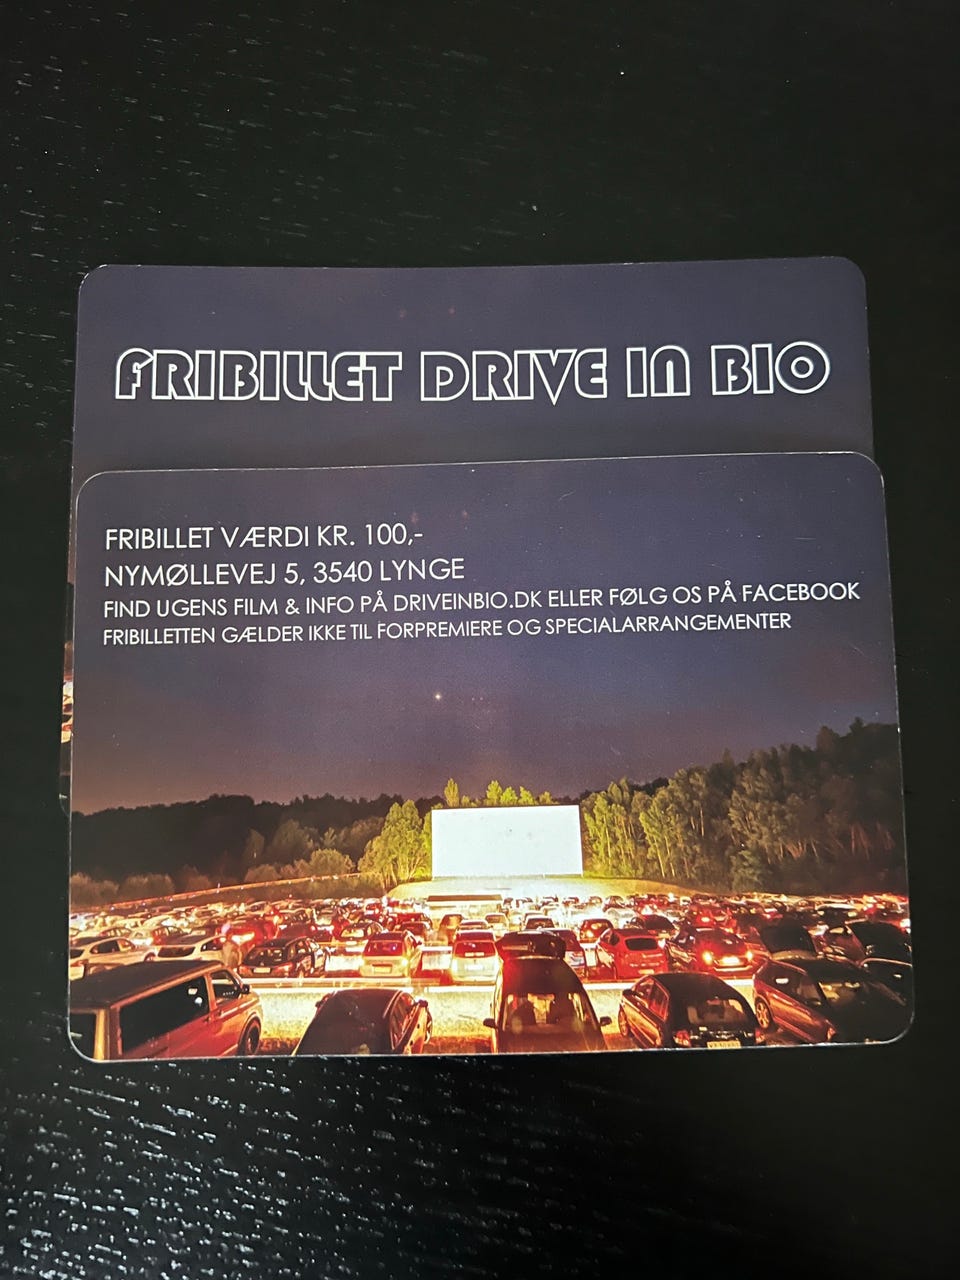 FRIBILLET DRIVE IN BIO
FRIBILLET VÆRDI KR. 100,-
NYMØLLEVEJ 5, 3540 LYNGE
FIND UGENS FILM & INFO PÅ DRIVEINBIO.DK ELLER FØLG OS PÅ FACEBOOK
FRIBILLETTEN GÆLDER IKKE TIL FORPREMIERE OG SPECIALARRANGEMENTER